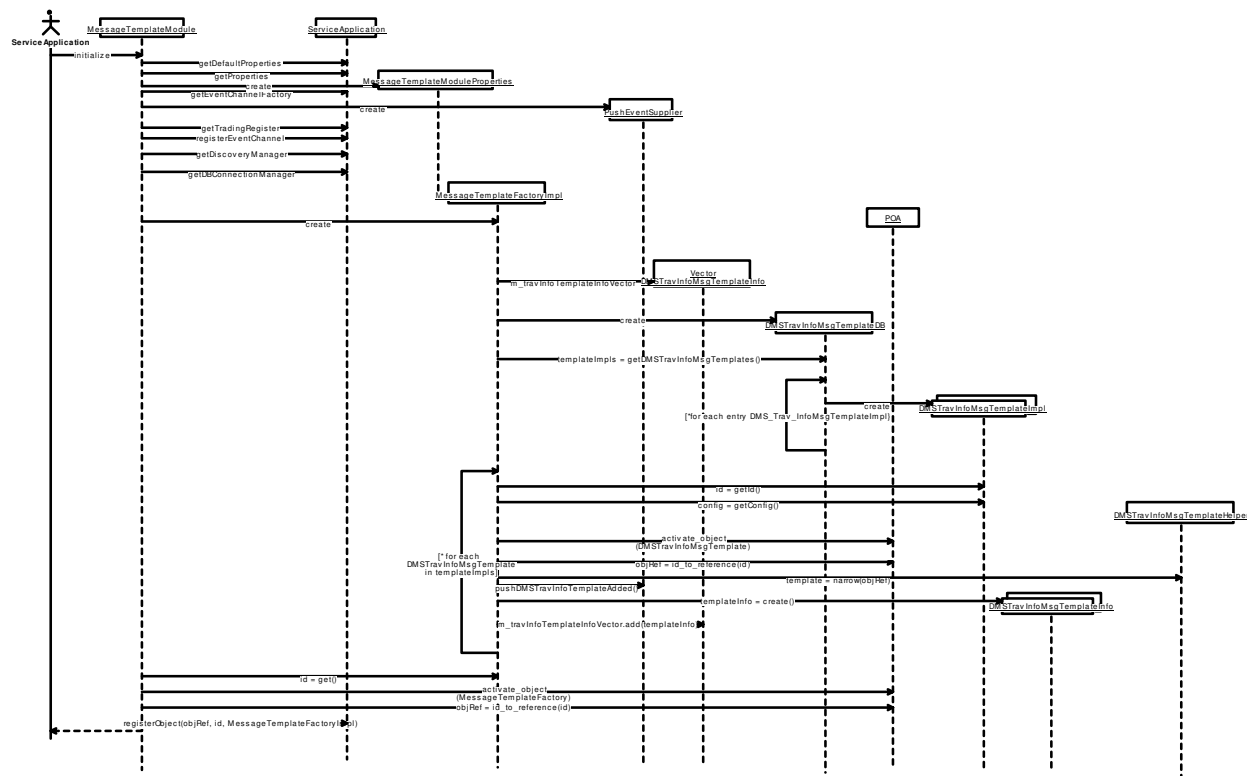 MessageTemplateModule
ServiceApplication
ServiceApplication
initialize
getDefaultProperties
getProperties
create
MessageTemplateModuleProperties
getEventChannelFactory
create
PushEventSupplier
getTradingRegister
registerEventChannel
getDiscoveryManager
getDBConnectionManager
MessageTemplateFactoryImpl
create
POA
Vector
m_travInfoTemplateInfoVector
DMSTravInfoMsgTemplateInfo
create
DMSTravInfoMsgTemplateDB
templateImpls = getDMSTravInfoMsgTemplates()
create
DMSTravInfoMsgTemplateImpl
[*for each entry DMS_Trav_InfoMsgTemplateImpl)
id = getId()
config = getConfig()
DMSTravInfoMsgTemplateHelper
activate_object
(DMSTravInfoMsgTemplate)
[* for each
DMSTravInfoMsgTemplate
in templateImpls]
objRef = id_to_reference(id)
template = narrow(objRef)
pushDMSTravInfoTemplateAdded()
templateInfo = create()
DMSTravInfoMsgTemplateInfo
m_travInfoTemplateInfoVector.add(templateInfo)
id = get()
activate_object
(MessageTemplateFactory)
objRef = id_to_reference(id)
registerObject(objRef, id, MessageTemplateFactoryImpl)